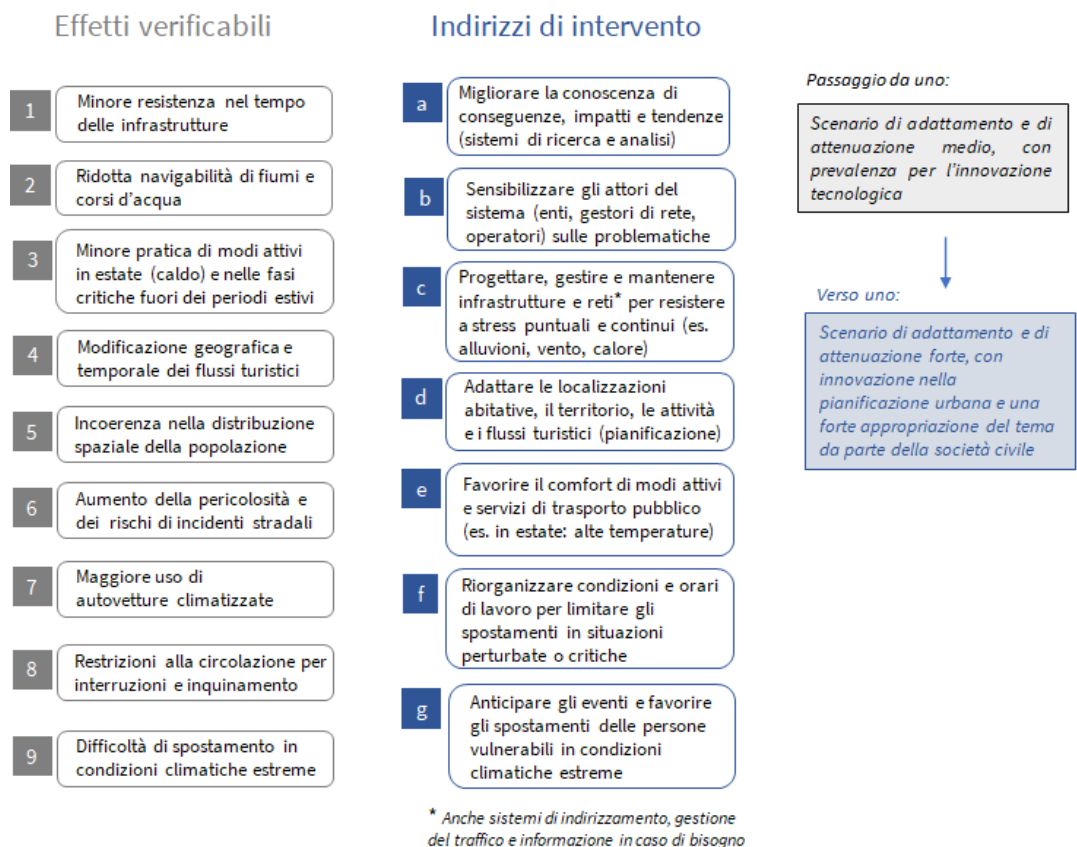 Effetti verificabili
1
Minore resistenza nel tempo
delle infrastrutture
2
Ridotta navigabilità di fiumi e
corsi d'acqua
3
Minore pratica di modi attivi
in estate (caldo) e nelle fasi
critiche fuori dei periodi estivi
4
Modificazione geografica e
temporale dei flussi turistici
5
Incoerenza nella distribuzione
spaziale della popolazione
6
Aumento della pericolosità e
dei rischi di incidenti stradali
7
Maggiore uso di
autovetture climatizzate
8
Restrizioni alla circolazione per
interruzioni e inquinamento
9
Difficoltà di spostamento in
condizioni climatiche estreme
Indirizzi di intervento
a
Migliorare la conoscenza di
conseguenze, impatti e tendenze
(sistemi di ricerca e analisi)
b
Sensibilizzare gli attori del
sistema (enti, gestori di rete,
operatori) sulle problematiche
c
Progettare, gestire e mantenere
infrastrutture e reti* per resistere
a stress puntuali e continui (es.
alluvioni, vento, calore)
d
Adattare le localizzazioni
abitative, il territorio, le attività
e i flussi turistici (pianificazione)
e
Favorire il comfort di modi attivi
e servizi di trasporto pubblico
(es. in estate: alte temperature)
f
Riorganizzare condizioni e orari
di lavoro per limitare gli
spostamenti in situazioni
perturbate o critiche
g
Anticipare gli eventi e favorire
gli spostamenti delle persone
vulnerabili in condizioni
climatiche estreme
* Anche sistemi di indirizzamento, gestione
del traffico e informazione in caso di bisogno
Passaggio da uno:
Scenario di adattamento e di
attenuazione medio, con
prevalenza per l'innovazione
tecnologica
Verso uno:
Scenario di adattamento e di
attenuazione forte, con
innovazione nella
pianificazione urbana e una
forte appropriazione del tema
da parte della società civile